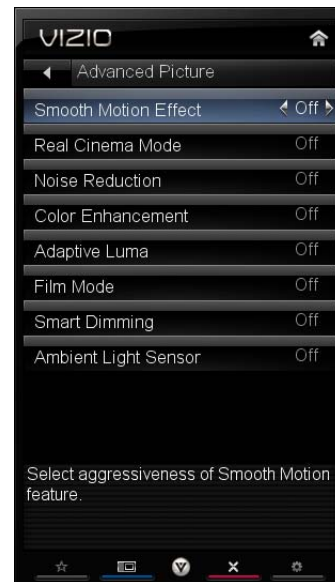 VIZIO
Advanced Picture
Smooth Motion Effect Off
Real Cinema Mode Off
Noise Reduction Off
Color Enhancement Off
Adaptive Luma Off
Film Mode Off
Smart Dimming Off
Ambient Light Sensor Off
Select aggressiveness of Smooth Motion
feature.